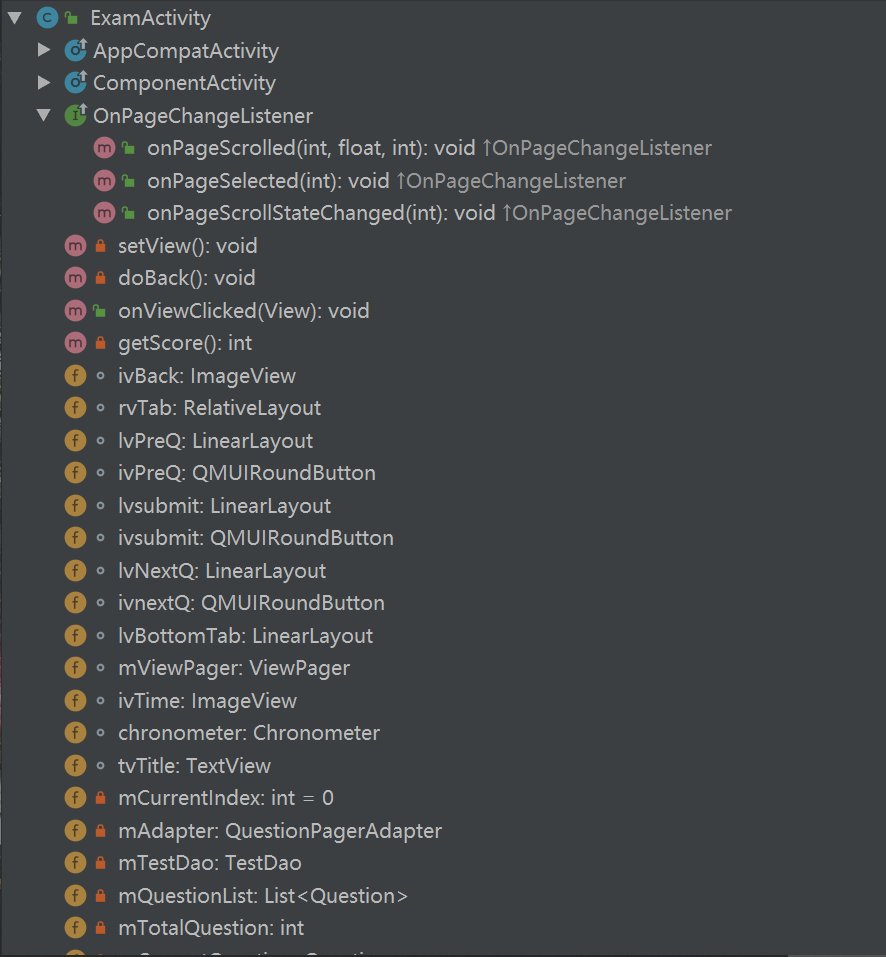 ExamActivity
AppCompatActivity
ComponentActivity
OnPageChangeListener
onPageScrolled(int, float, int): void ↑OnPageChangeListener
onPageSelected(int): void ↑OnPageChangeListener
onPageScrollStateChanged(int): void ↑OnPageChangeListener
setView(): void
doBack(): void
onViewClicked(View): void
getScore(): int
ivBack: ImageView
rvTab: RelativeLayout
lvPreQ: LinearLayout
ivPreQ: QMUIRoundButton
lvsubmit: LinearLayout
ivsubmit: QMUIRoundButton
lvNextQ: LinearLayout
ivnextQ: QMUIRoundButton
lvBottomTab: LinearLayout
mViewPager: ViewPager
ivTime: ImageView
chronometer: Chronometer
tvTitle: TextView
mCurrentIndex: int = 0
mAdapter: QuestionPagerAdapter
mTestDao: TestDao
mQuestionList: List<Question>
mTotalQuestion: int